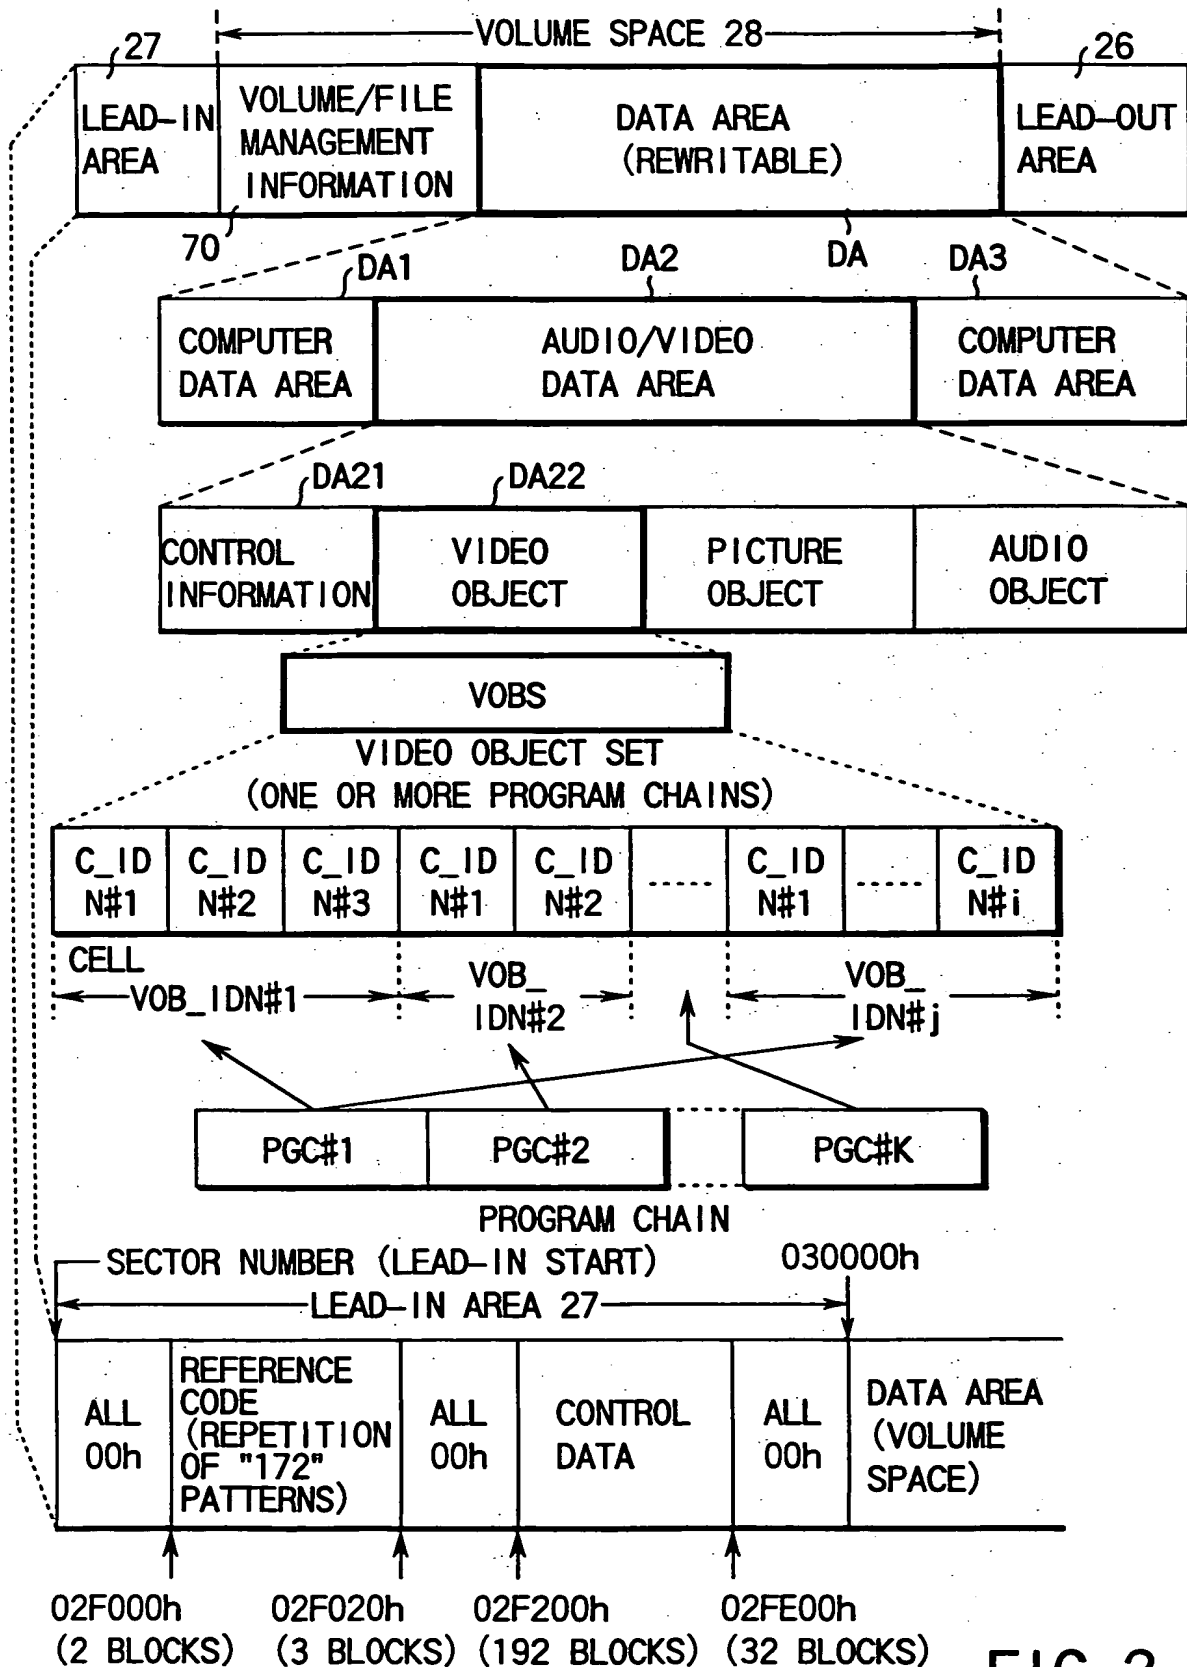 VOLUME SPACE 28
27
26
LEAD-IN
AREA
VOLUME/FILE
MANAGEMENT
INFORMATION
DATA AREA
(REWRITABLE)
LEAD-OUT
AREA
70
DA
DA1
DA2
DA3
COMPUTER
DATA AREA
AUDIO/VIDEO
DATA AREA
COMPUTER
DATA AREA
DA21
DA22
CONTROL
INFORMATION
VIDEO
OBJECT
PICTURE
OBJECT
AUDIO
OBJECT
VOBS
VIDEO OBJECT SET
(ONE OR MORE PROGRAM CHAINS)
C_ID
N#1
C_ID
N#2
C_ID
N#3
C_ID
N#1
C_ID
N#2
C_ID
N#1
C_ID
N#i
CELL
VOB_IDN#1
VOB_
IDN#2
VOB_
IDN#j
PGC#1
PGC#2
PGC#K
PROGRAM CHAIN
SECTOR NUMBER (LEAD-IN START)
030000h
LEAD-IN AREA 27
ALL
00h
REFERENCE
CODE
(REPETITION
OF "172"
PATTERNS)
ALL
00h
CONTROL
DATA
ALL
00h
DATA AREA
(VOLUME
SPACE)
02F000h
(2 BLOCKS)
02F020h
(3 BLOCKS)
02F200h
(192 BLOCKS)
02FE00h
(32 BLOCKS)